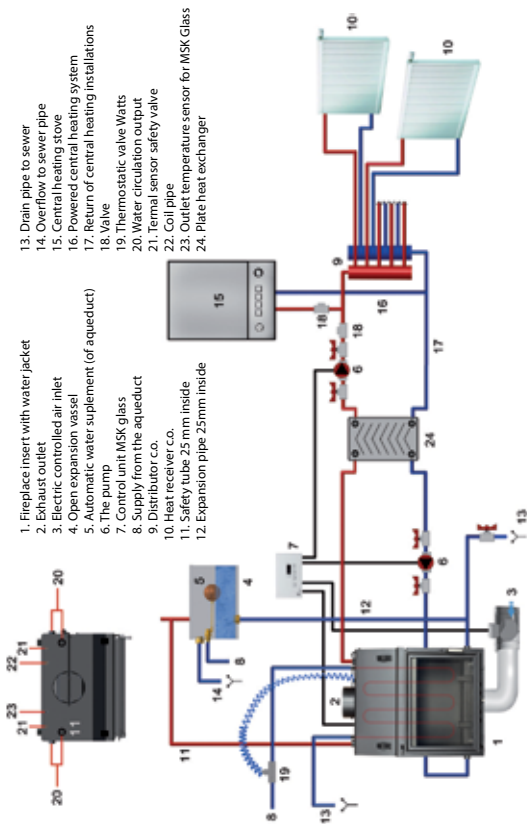 1. Fireplace insert with water jacket
2. Exhaust outlet
3. Electric controlled air inlet
4. Open expansion vassel
5. Automatic water suplement (of aqueduct)
6. The pump
7. Control unit MSK glass
8. Supply from the aqueduct
9. Distributor c.o.
10. Heat receiver c.o.
11. Safety tube 25 mm inside
12. Expansion pipe 25mm inside
13. Drain pipe to sewer
14. Overflow to sewer pipe
15. Central heating stove
16. Powered central heating system
17. Return of central heating installations
18. Valve
19. Thermostatic valve Watts
20. Water circulation output
21. Termal sensor safety valve
22. Coil pipe
23. Outlet temperature sensor for MSK Glass
24. Plate heat exchanger
20
21
22
23
21
20
11
10
10
9
15
16
18
18
17
6
24
7
5
4
12
6
13
3
8
14
2
11
1
19
8
13